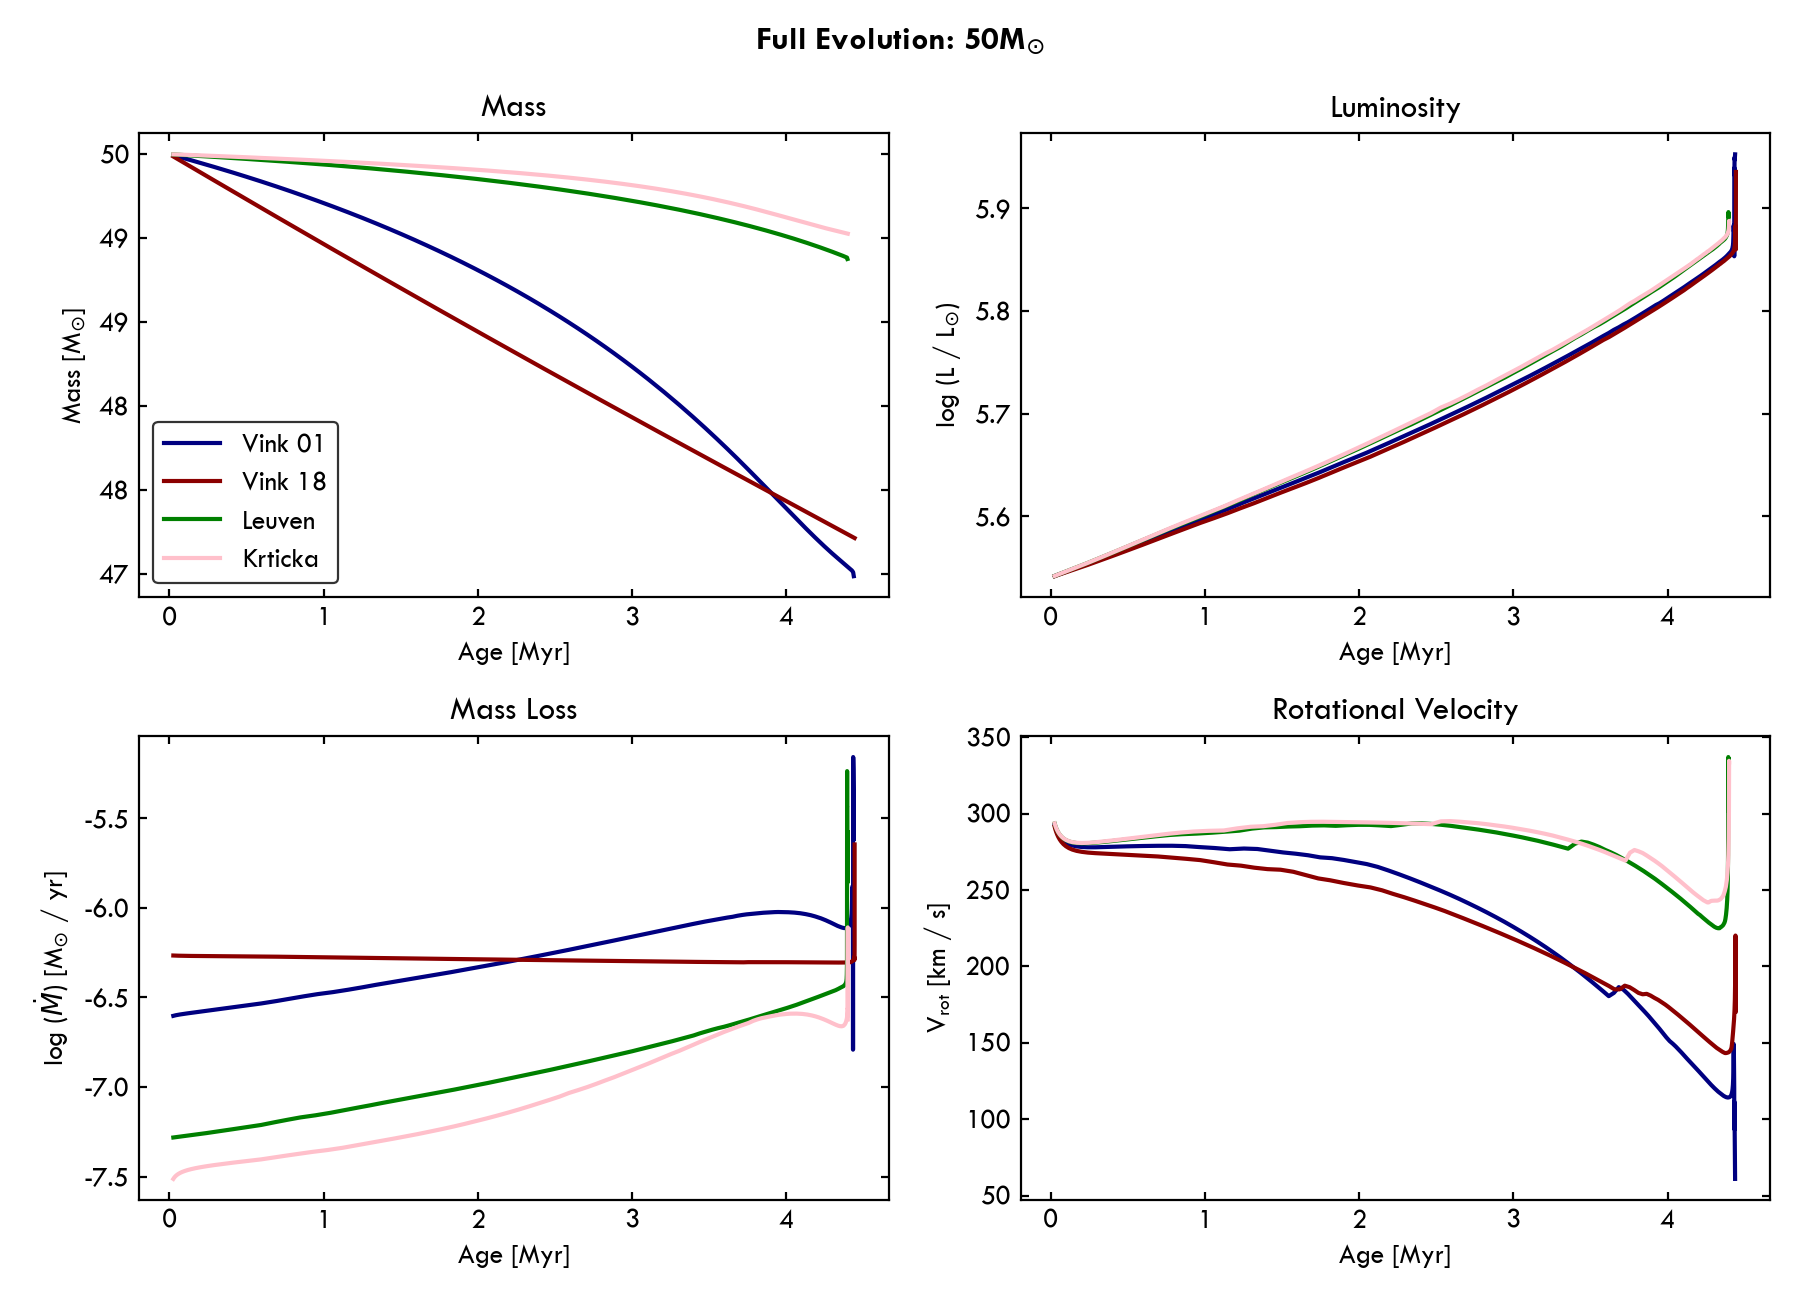 Full Evolution: 50M⊙
Mass
50
49
49
48
48
47
Mass [M⊙]
Vink 01
Vink 18
Leuven
Krticka
0 1 2 3 4
Age [Myr]
Luminosity
5.9
5.8
5.7
5.6
log (L / L⊙)
0 1 2 3 4
Age [Myr]
Mass Loss
-5.5
-6.0
-6.5
-7.0
-7.5
log (Ṁ) [M⊙ / yr]
0 1 2 3 4
Age [Myr]
Rotational Velocity
350
300
250
200
150
100
50
Vrot [km / s]
0 1 2 3 4
Age [Myr]